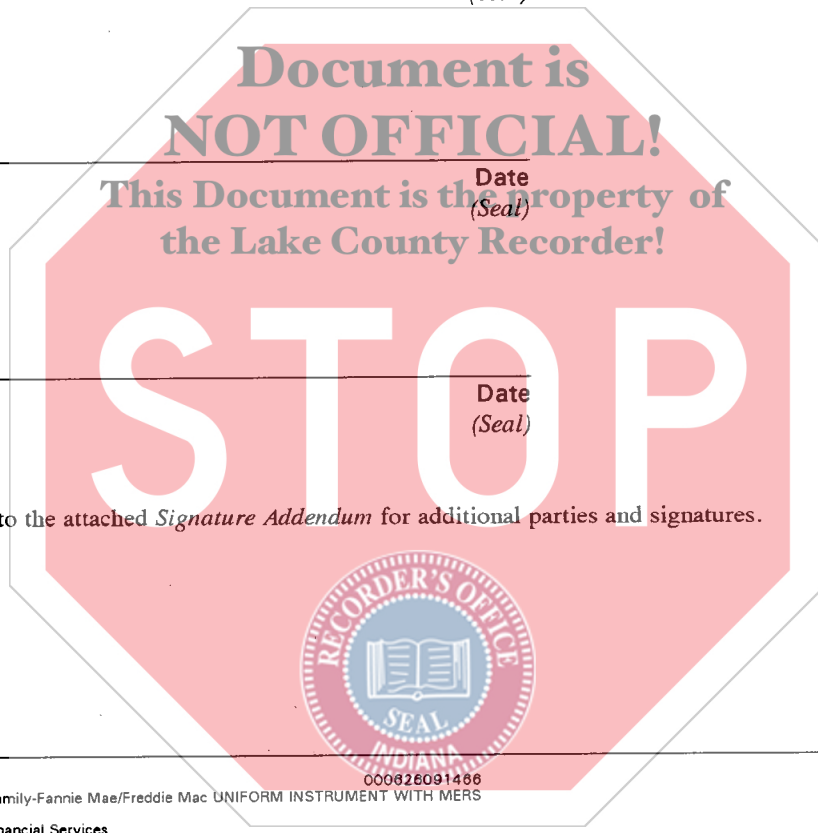 Document is
NOT OFFICIAL!
Date
This Document is the property of
(Seal)
the Lake County Recorder!
STOP
Date
(Seal)
to the attached Signature Addendum for additional parties and signatures.
RECORDER'S OFFICE
SEAL
INDIANA
000626091466
amily-Fannie Mae/Freddie Mac UNIFORM INSTRUMENT WITH MERS
nancial Services